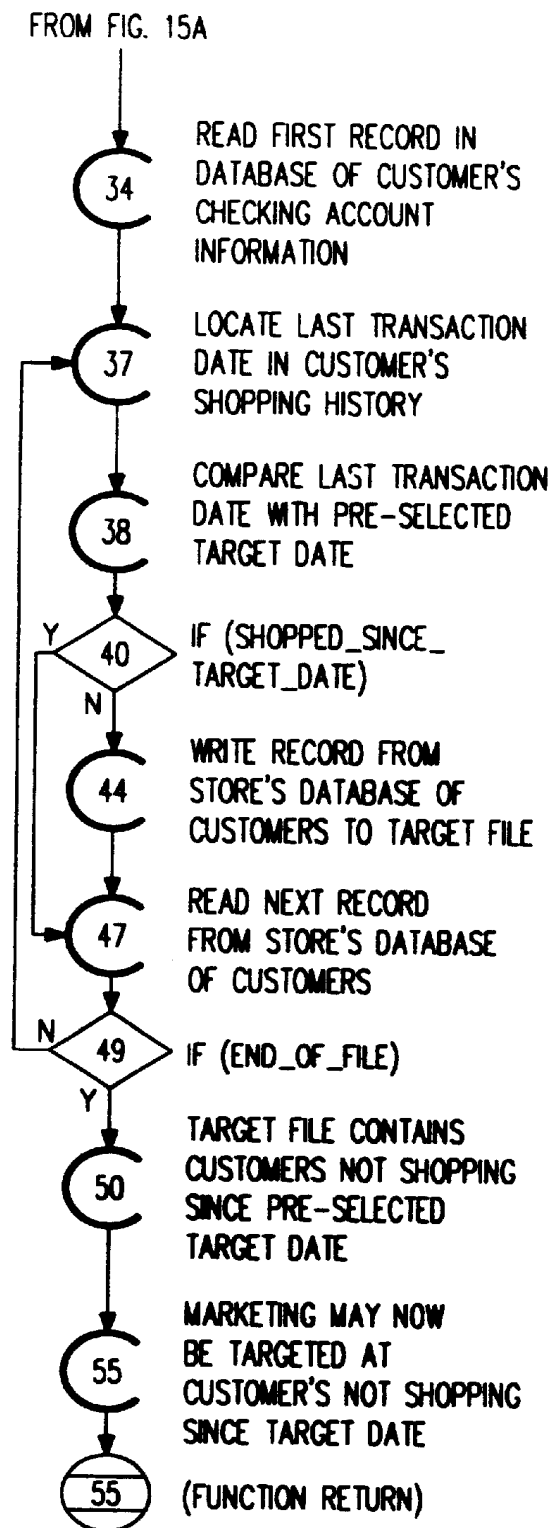 FROM FIG. 15A
34
READ FIRST RECORD IN
DATABASE OF CUSTOMER'S
CHECKING ACCOUNT
INFORMATION
37
LOCATE LAST TRANSACTION
DATE IN CUSTOMER'S
SHOPPING HISTORY
38
COMPARE LAST TRANSACTION
DATE WITH PRE-SELECTED
TARGET DATE
Y
40
IF (SHOPPED_SINCE_
TARGET_DATE)
N
44
WRITE RECORD FROM
STORE'S DATABASE OF
CUSTOMERS TO TARGET FILE
47
READ NEXT RECORD
FROM STORE'S DATABASE
OF CUSTOMERS
N
49
IF (END_OF_FILE)
Y
50
TARGET FILE CONTAINS
CUSTOMERS NOT SHOPPING
SINCE PRE-SELECTED
TARGET DATE
55
MARKETING MAY NOW
BE TARGETED AT
CUSTOMER'S NOT SHOPPING
SINCE TARGET DATE
55
(FUNCTION RETURN)